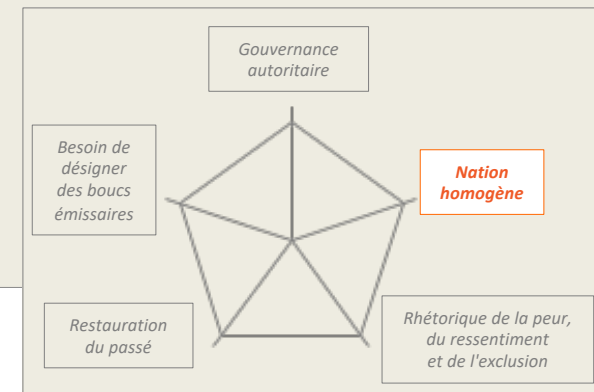 Gouvernance
autoritaire
Besoin de
désigner
des boucs
émissaires
Nation
homogène
Restauration
du passé
Rhétorique de la peur,
du ressentiment
et de l'exclusion